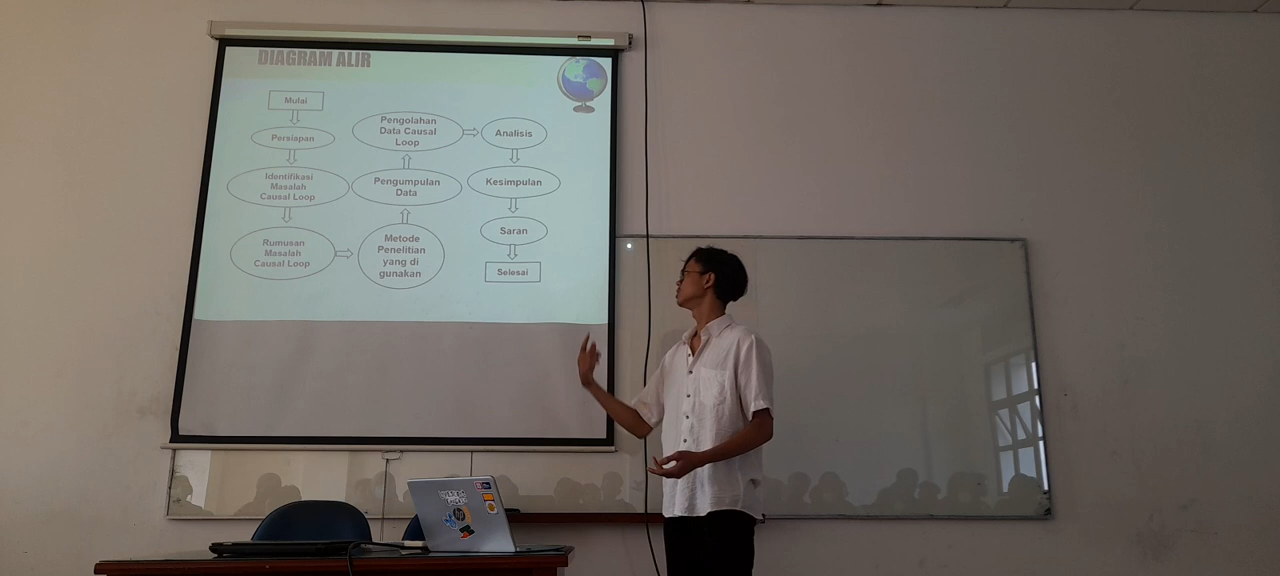 DIAGRAM ALIR
Mulai
Persiapan
Identifikasi
Masalah
Causal Loop
Rumusan
Masalah
Causal Loop
Metode
Penelitian
yang di
gunakan
Pengumpulan
Data
Pengolahan
Data Causal
Loop
Analisis
Kesimpulan
Saran
Selesai
hp